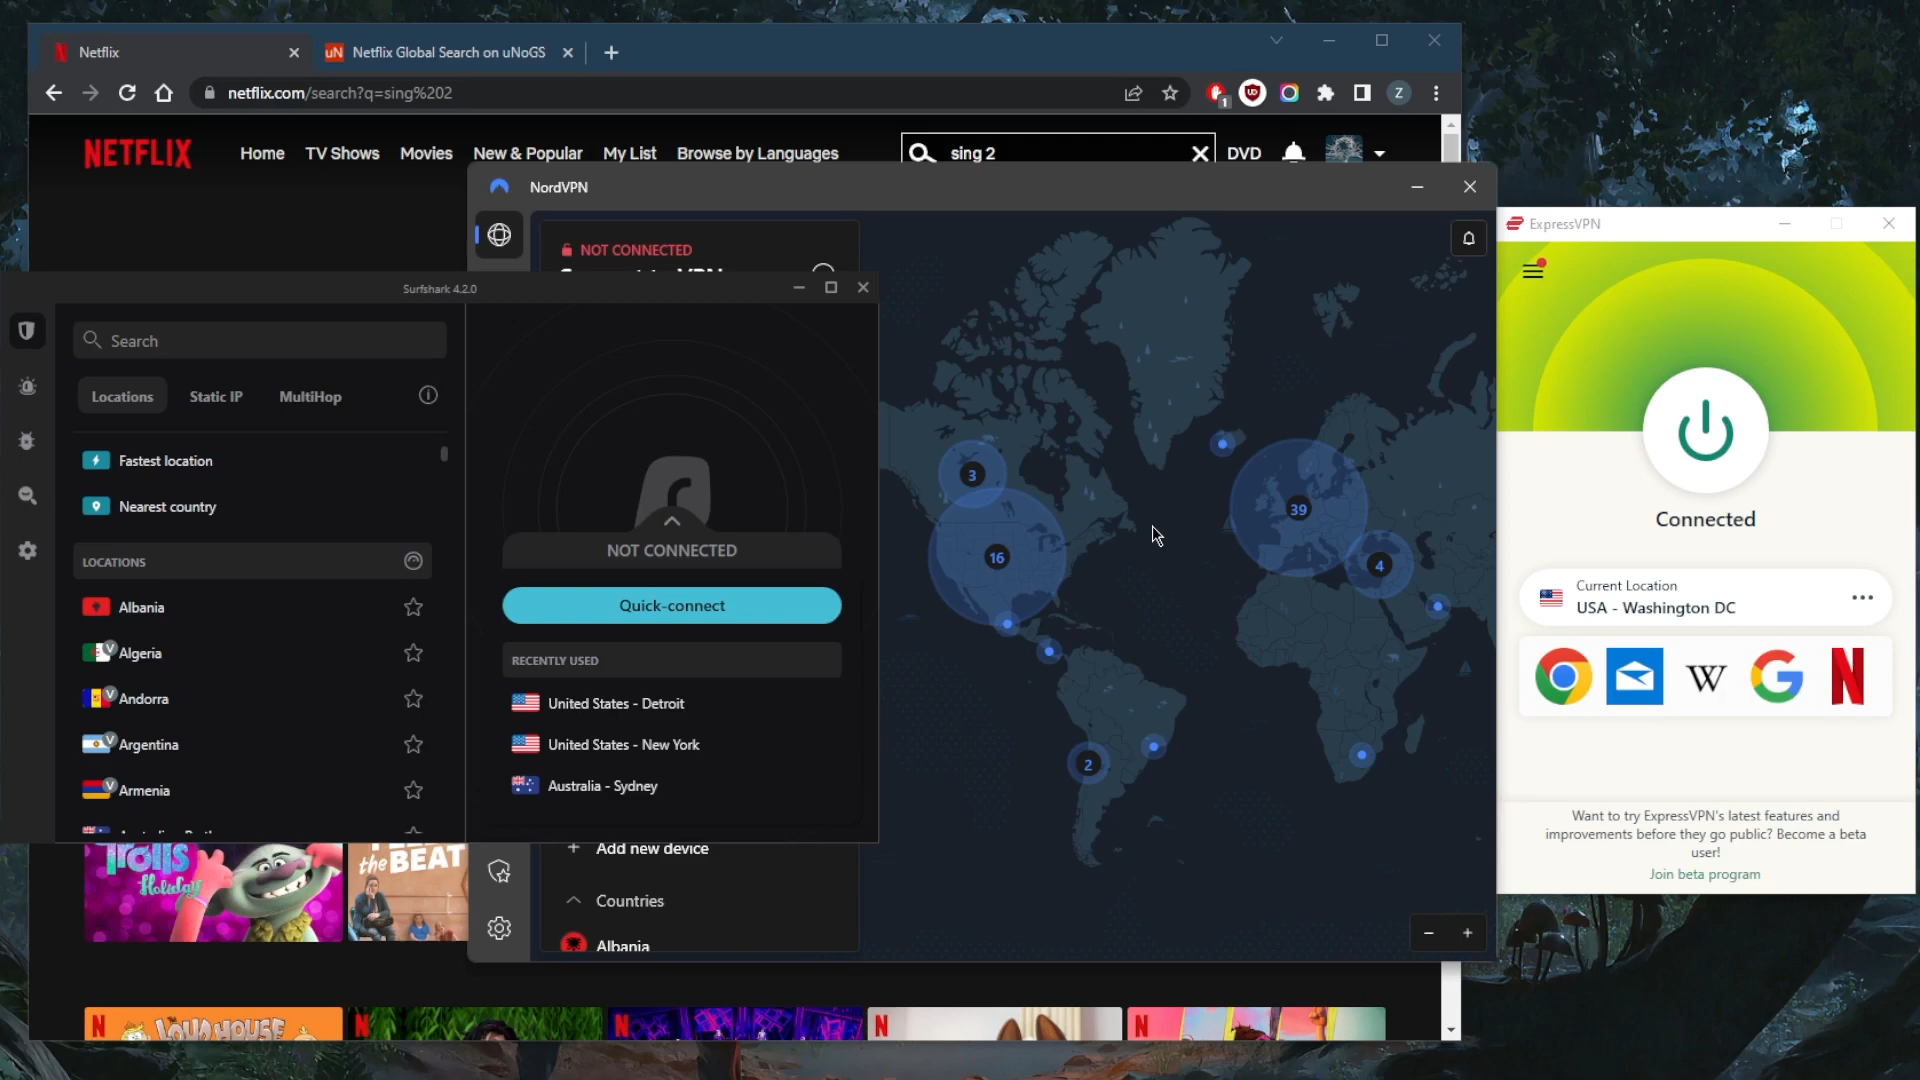 Netflix
uN Netflix Global Search on uNoGS
netflix.com/search?q=sing%202
1
Z
NETFLIX
Home TV Shows Movies New & Popular My List Browse by Languages
sing 2
DVD
NordVPN
NOT CONNECTED
Surfshark 4.2.0
Search
Locations Static IP MultiHop
Fastest location
Nearest country
LOCATIONS
Albania
V Algeria
V Andorra
V Argentina
V Armenia
NOT CONNECTED
Quick-connect
RECENTLY USED
United States - Detroit
United States - New York
Australia - Sydney
3
16
39
4
2
Add new device
Countries
Albania
ExpressVPN
Connected
Current Location
USA - Washington DC
W
G
N
Want to try ExpressVPN's latest features and
improvements before they go public? Become a beta
user!
Join beta program
Trolls
Holiday
the BEAT
N
LOUD HOUSE
N
N
N
N